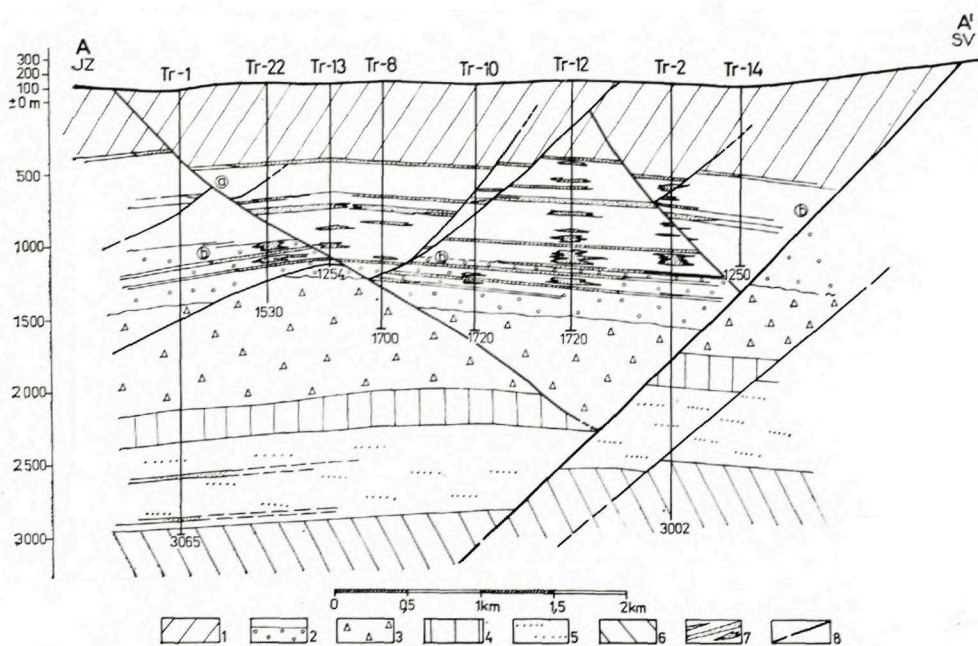 A
JZ
A'
SV
Tr-1
Tr-22
Tr-13
Tr-8
Tr-10
Tr-12
Tr-2
Tr-14
300
200
100
±0 m
500
1000
1500
2000
2500
3000
a
b
b
b
1254
1530
1700
1720
1720
1250
3065
3002
0 05 1km 1,5 2km
1 2 3 4 5 6 7 8